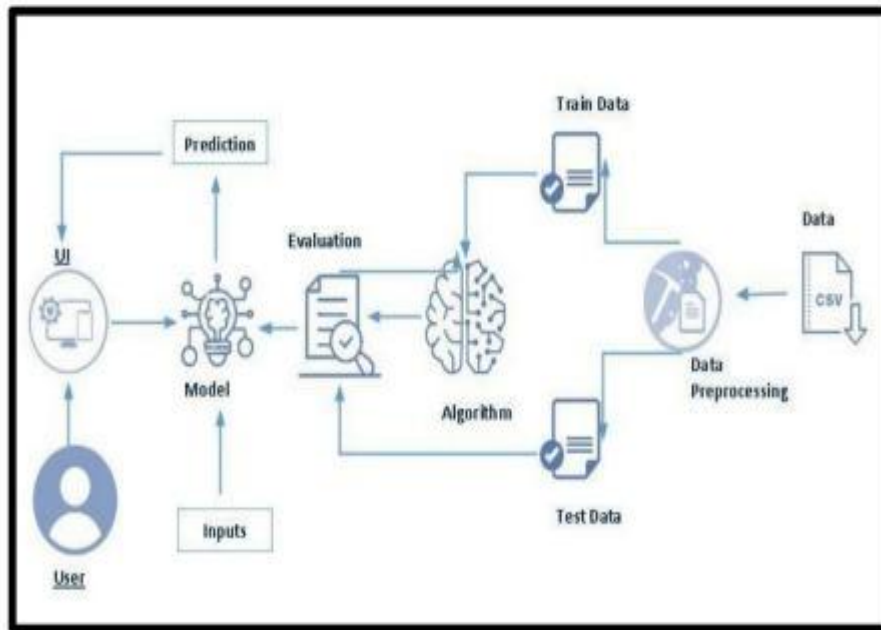 Train Data
Prediction
Data
Evaluation
UI
CSV
Data
Preprocessing
Model
Algorithm
Inputs
Test Data
User